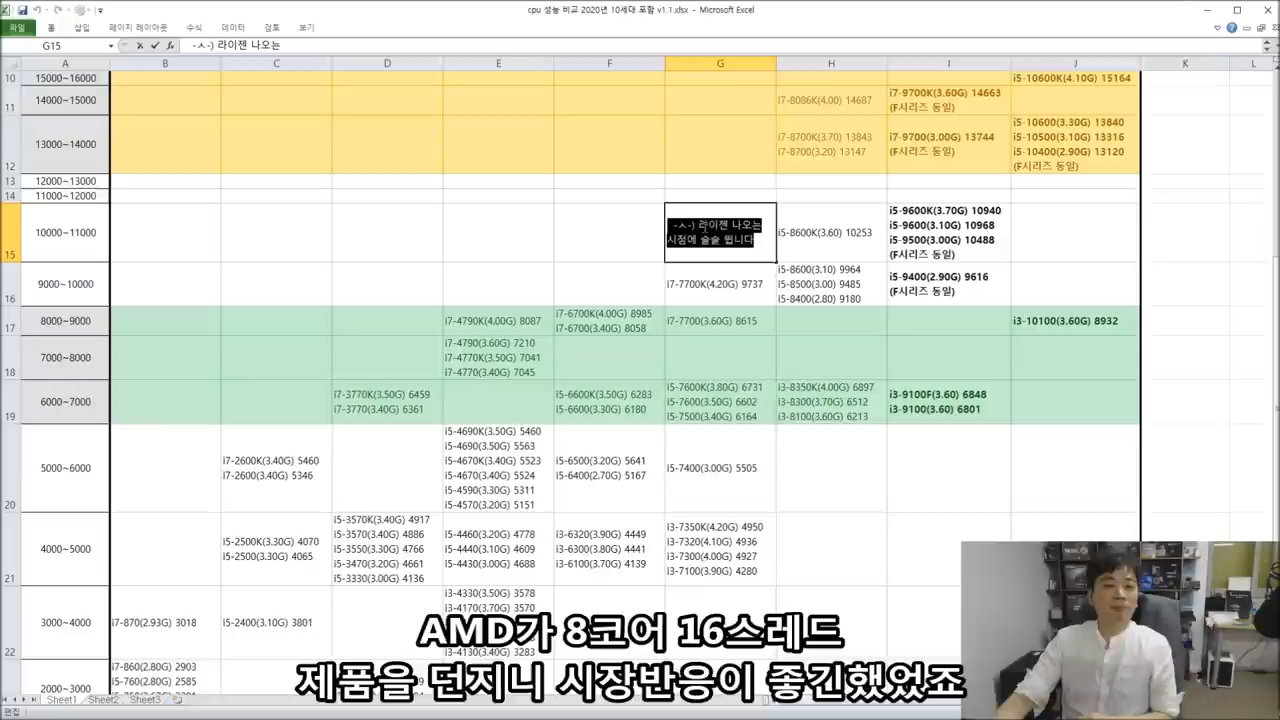 cpu 성능 비교 2020년 10세대 포함 v1.1.xlsx - Microsoft Excel
파일 홈 삽입 페이지 레이아웃 수식 데이터 검토 보기
G15 -ㅅ-) 라이젠 나오는
A B C D E F G H I J K L
10 15000~16000 i5-10600K(4.10G) 15164
11 14000~15000 i7-8086K(4.00) 14687 i7-9700K(3.60G) 14663
(F시리즈 동일)
12 13000~14000 i7-8700K(3.70) 13843
i7-8700(3.20) 13147
i7-9700(3.00G) 13744
(F시리즈 동일)
i5-10600(3.30G) 13840
i5-10500(3.10G) 13316
i5-10400(2.90G) 13120
(F시리즈 동일)
13 12000~13000
14 11000~12000
15 10000~11000
-ㅅ-) 라이젠 나오는
시점에 슬슬 뜁니다
i5-8600K(3.60) 10253
i5-9600K(3.70G) 10940
i5-9600(3.10G) 10968
i5-9500(3.00G) 10488
(F시리즈 동일)
16 9000~10000 i7-7700K(4.20G) 9737
i5-8600(3.10) 9964
i5-8500(3.00) 9485
i5-8400(2.80) 9180
i5-9400(2.90G) 9616
(F시리즈 동일)
17 8000~9000 i7-4790K(4.00G) 8087
i7-6700K(4.00G) 8985
i7-6700(3.40G) 8058
i7-7700(3.60G) 8615
i3-10100(3.60G) 8932
18 7000~8000
i7-4790(3.60G) 7210
i7-4770K(3.50G) 7041
i7-4770(3.40G) 7045
19 6000~7000
i7-3770K(3.50G) 6459
i7-3770(3.40G) 6361
i5-6600K(3.50G) 6283
i5-6600(3.30G) 6180
i5-7600K(3.80G) 6731
i5-7600(3.50G) 6602
i5-7500(3.40G) 6164
i3-8350K(4.00G) 6897
i3-8300(3.70G) 6512
i3-8100(3.60G) 6213
i3-9100F(3.60) 6848
i3-9100(3.60) 6801
20 5000~6000
i7-2600K(3.40G) 5460
i7-2600(3.40G) 5346
i5-4690K(3.50G) 5460
i5-4690(3.50G) 5563
i5-4670K(3.40G) 5523
i5-4670(3.40G) 5524
i5-4590(3.30G) 5311
i5-4570(3.20G) 5151
i5-6500(3.20G) 5641
i5-6400(2.70G) 5167
i5-7400(3.00G) 5505
21 4000~5000
i5-2500K(3.30G) 4070
i5-2500(3.30G) 4065
i5-3570K(3.40G) 4917
i5-3570(3.40G) 4886
i5-3550(3.30G) 4766
i5-3470(3.20G) 4661
i5-3330(3.00G) 4136
i5-4460(3.20G) 4778
i5-4440(3.10G) 4609
i5-4430(3.00G) 4688
i3-6320(3.90G) 4449
i3-6300(3.80G) 4441
i3-6100(3.70G) 4139
i3-7350K(4.20G) 4950
i3-7320(4.10G) 4936
i3-7300(4.00G) 4927
i3-7100(3.90G) 4280
22 3000~4000
i7-870(2.93G) 3018
i5-2400(3.10G) 3801
i3-4330(3.50G) 3578
i3-4170(3.70G) 3570
i3-4130(3.40G) 3283
2000~3000
i7-860(2.80G) 2903
i5-760(2.80G) 2585
AMD가 8코어 16스레드
제품을 던지니 시장반응이 좋긴했었죠
Sheet1 Sheet2 Sheet3
편집